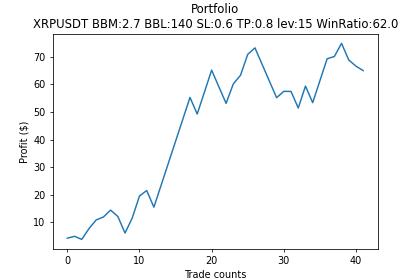 Portfolio
XRPUSDT BBM:2.7 BBL:140 SL:0.6 TP:0.8 lev:15 WinRatio:62.0
70
60
50
40
30
20
10
Profit ($)
0 10 20 30 40
Trade counts